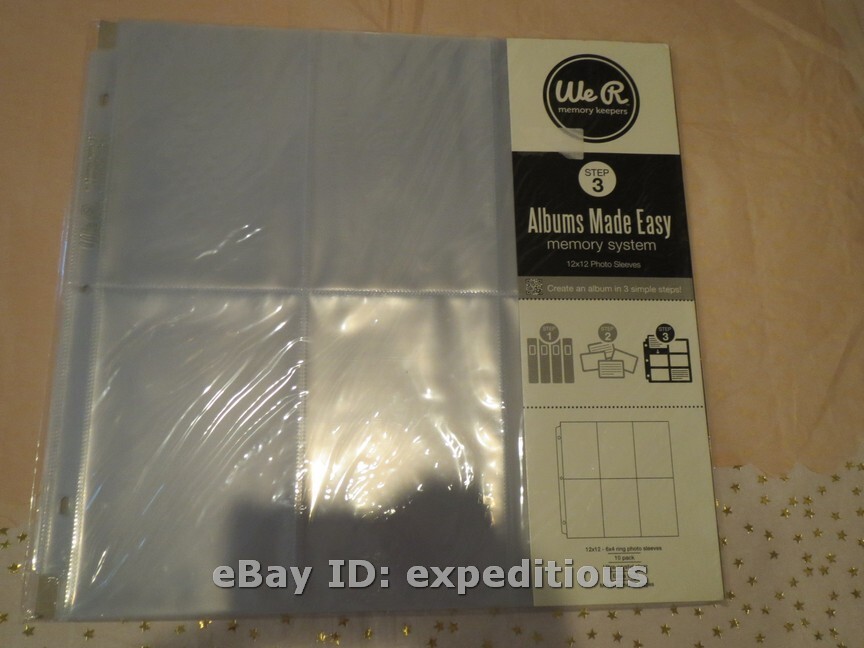 We R
memory keepers
STEP
3
Albums Made Easy
memory system
12x12 Photo Sleeves
Create an album in 3 simple steps!
STEP
1
STEP
2
STEP
3
12x12 - 6x4 ring photo sleeves
10 pack
eBay ID: expeditious